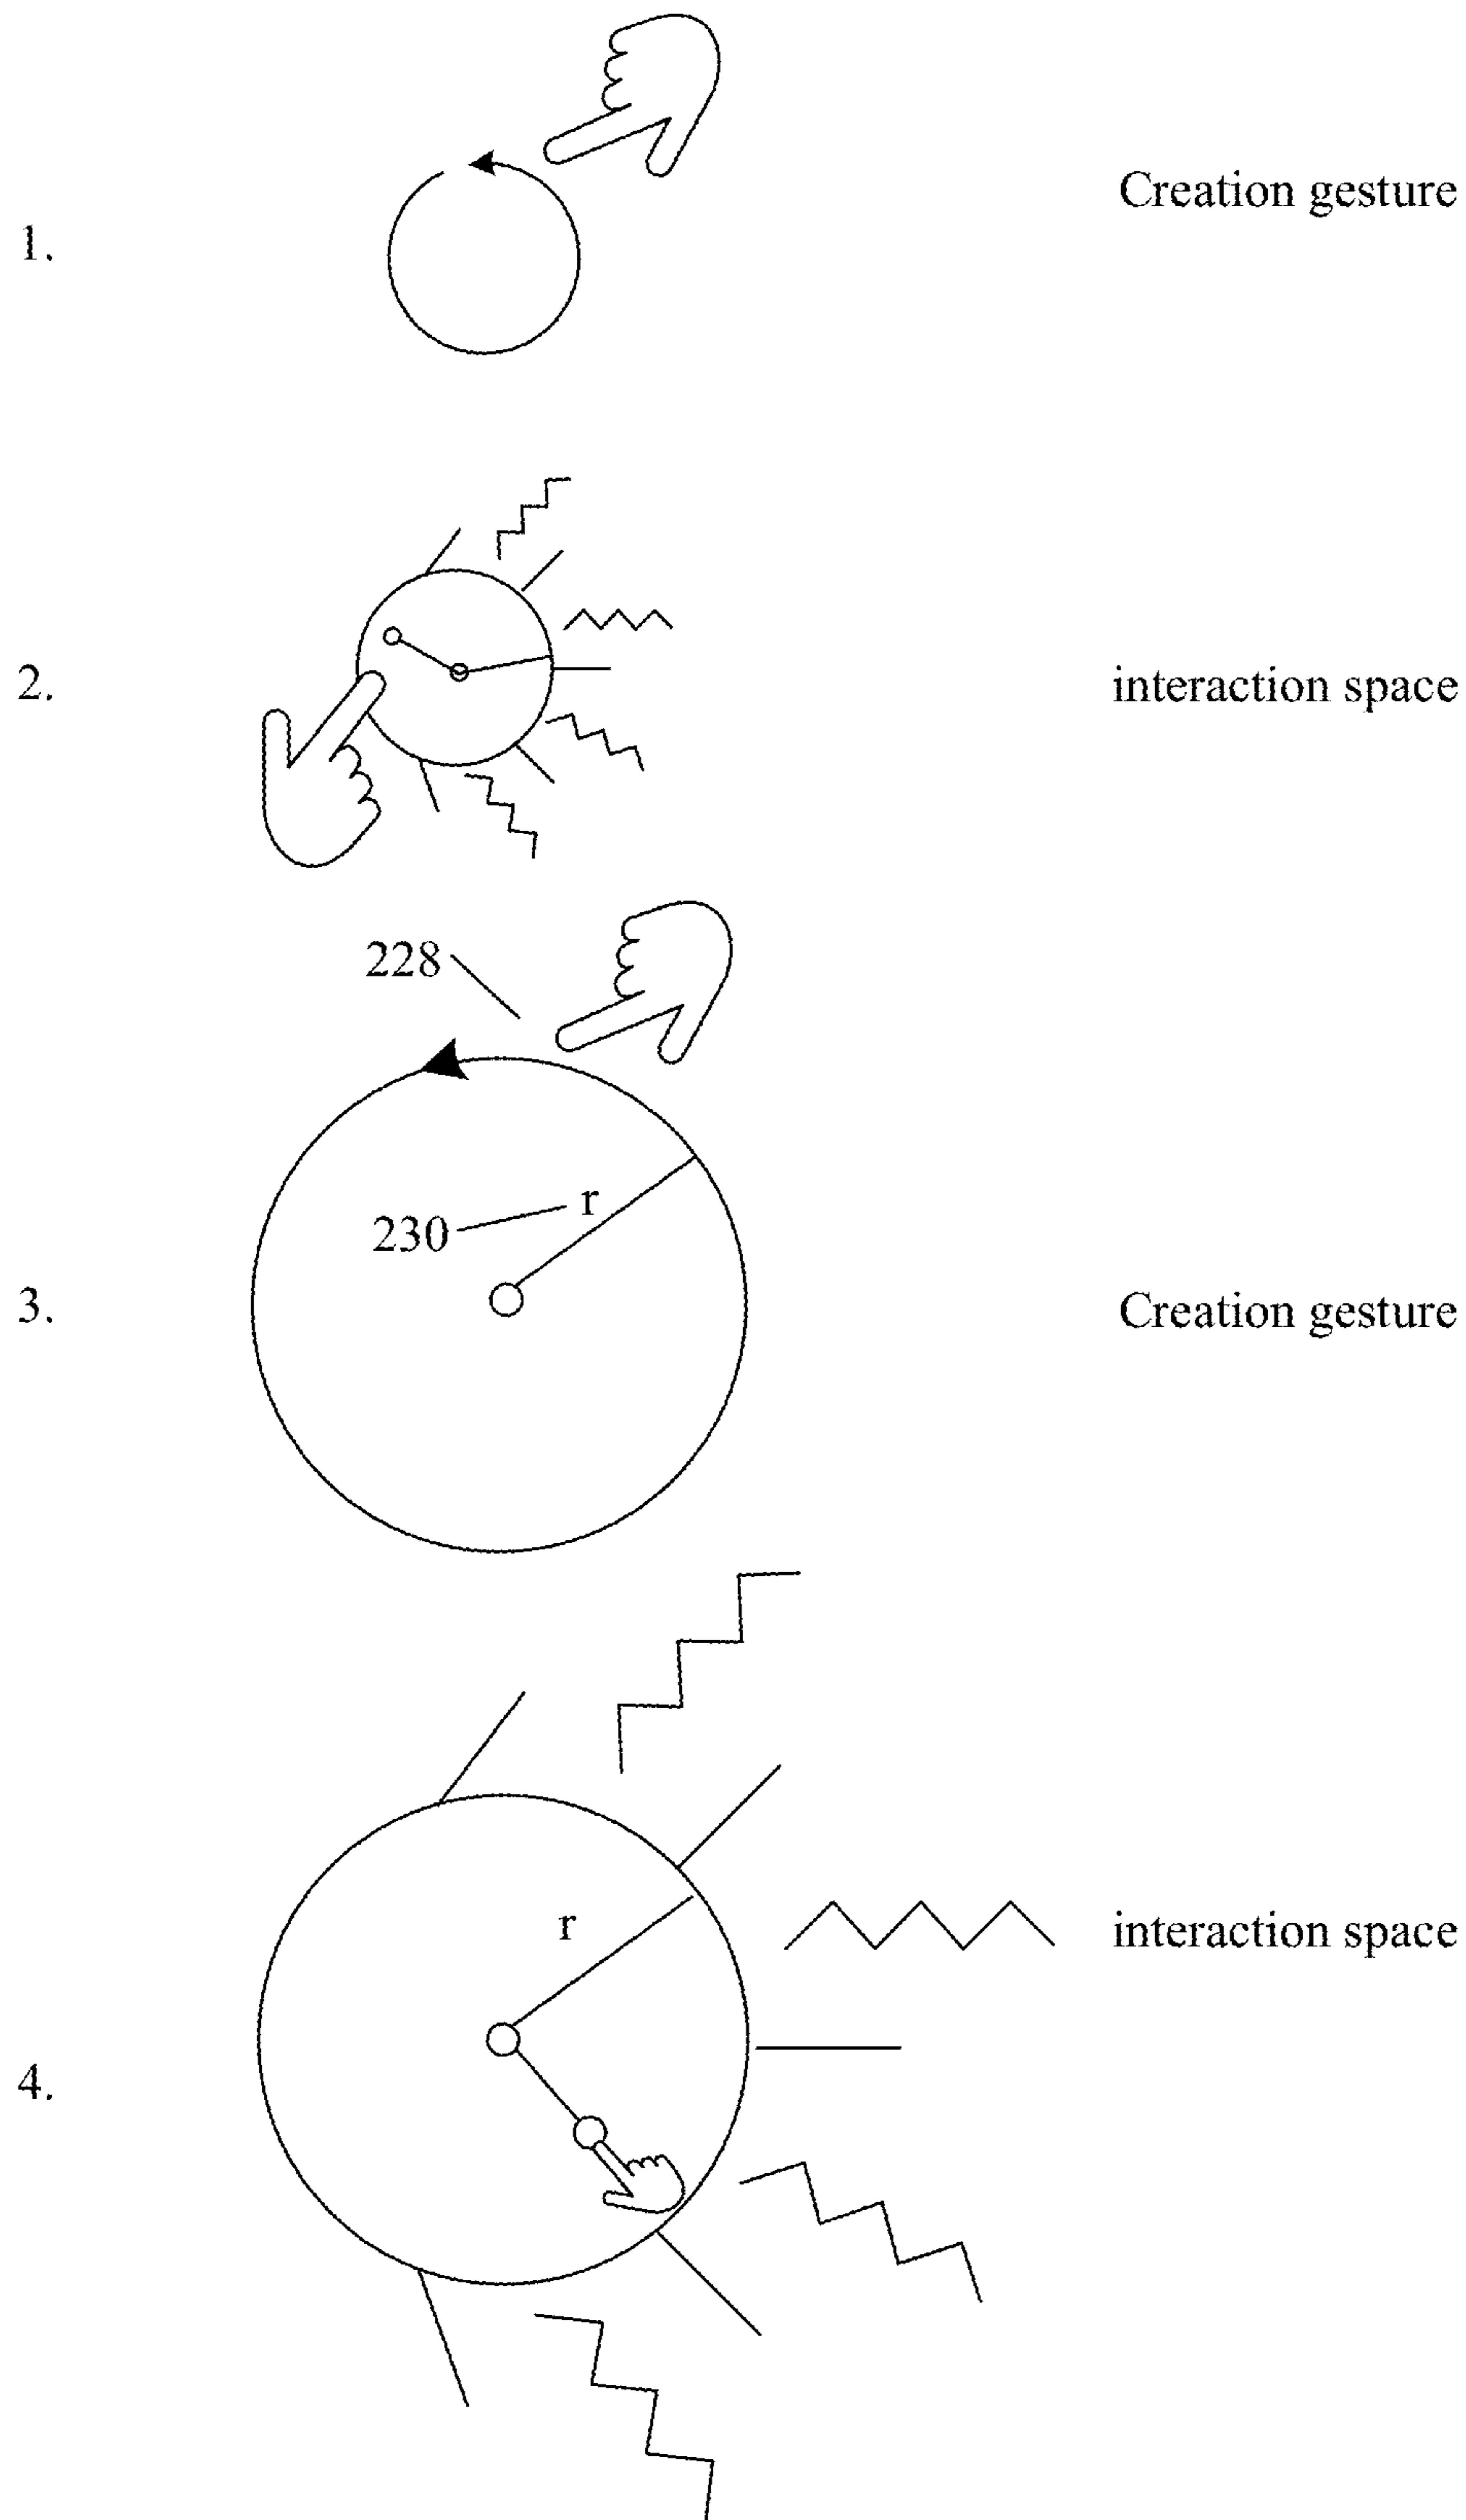 Creation gesture
1.
2.
interaction space
228
r
230
3.
Creation gesture
r
interaction space
4.